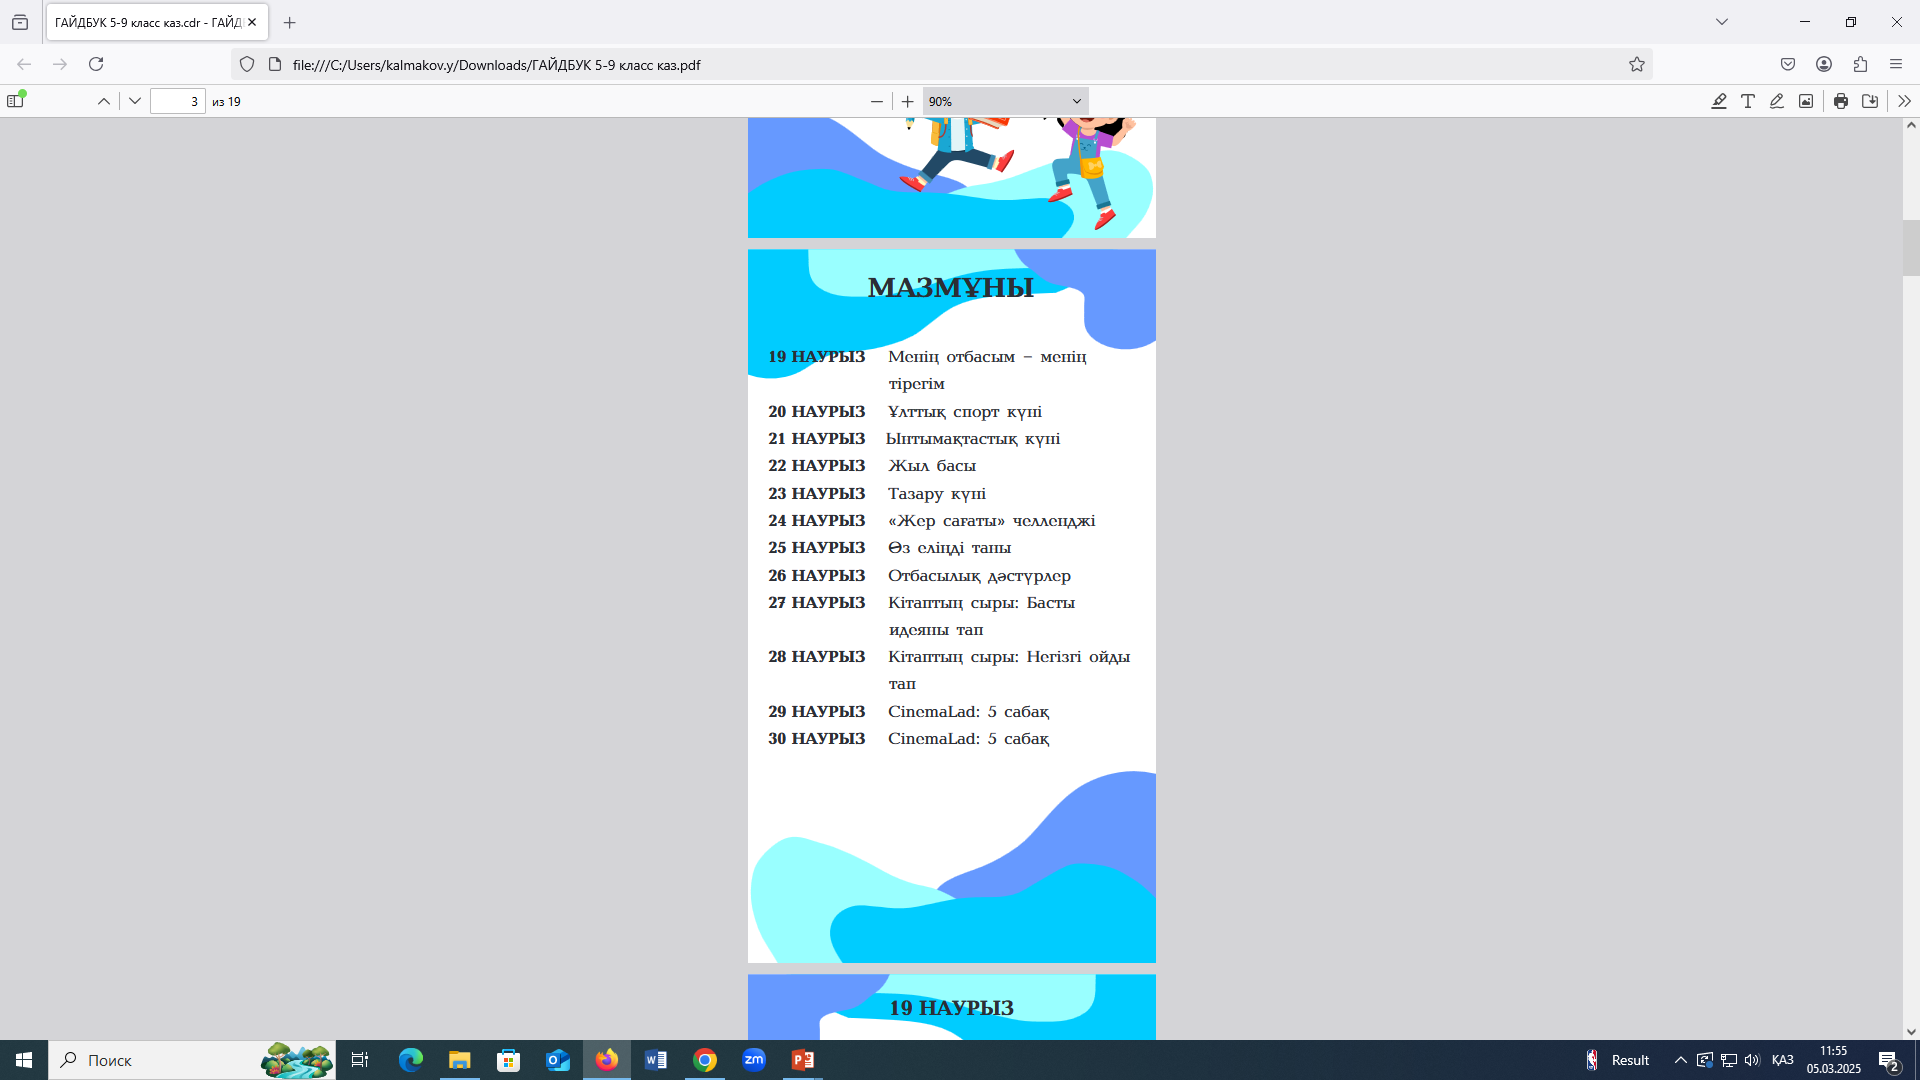 ГАЙДБУК 5-9 класс каз.cdr - ГАЙД
file:///C:/Users/kalmakov.y/Downloads/ГАЙДБУК 5-9 класс каз.pdf
3 из 19
90%
МАЗМҰНЫ
19 НАУРЫЗ Менің отбасым – менің
тірегім
20 НАУРЫЗ Ұлттық спорт күні
21 НАУРЫЗ Ынтымақтастық күні
22 НАУРЫЗ Жыл басы
23 НАУРЫЗ Тазару күні
24 НАУРЫЗ «Жер сағаты» челленджі
25 НАУРЫЗ Өз еліңді таны
26 НАУРЫЗ Отбасылық дәстүрлер
27 НАУРЫЗ Кітаптың сыры: Басты
идеяны тап
28 НАУРЫЗ Кітаптың сыры: Негізгі ойды
тап
29 НАУРЫЗ CinemaLad: 5 сабақ
30 НАУРЫЗ CinemaLad: 5 сабақ
19 НАУРЫЗ
Поиск
zm
Result
ҚАЗ
11:55
05.03.2025
2